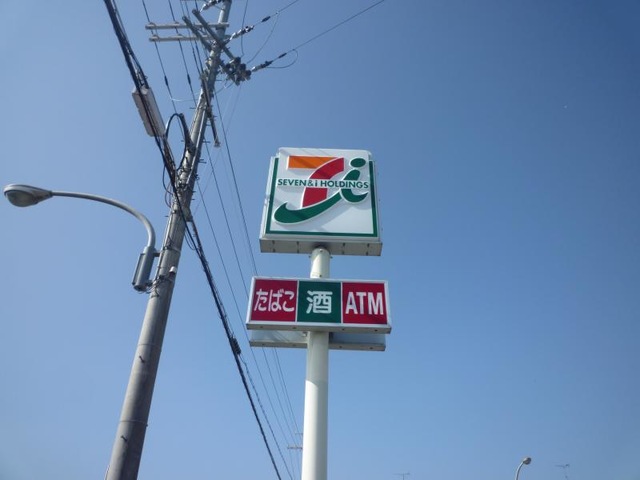 SEVEN&i HOLDINGS
たばこ 酒 ATM